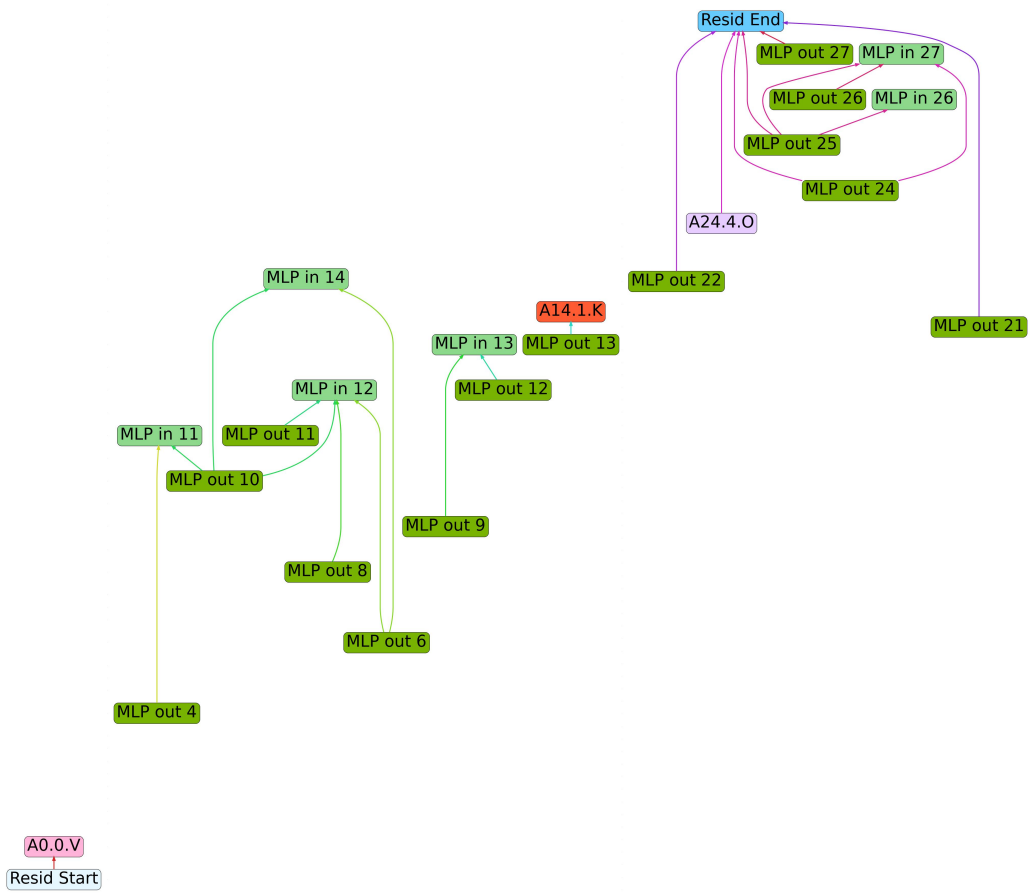 Resid End
MLP out 27
MLP in 27
MLP out 26
MLP in 26
MLP out 25
MLP out 24
A24.4.O
MLP in 14
MLP out 22
A14.1.K
MLP out 21
MLP in 13
MLP out 13
MLP in 12
MLP out 12
MLP in 11
MLP out 11
MLP out 10
MLP out 9
MLP out 8
MLP out 6
MLP out 4
A0.0.V
Resid Start